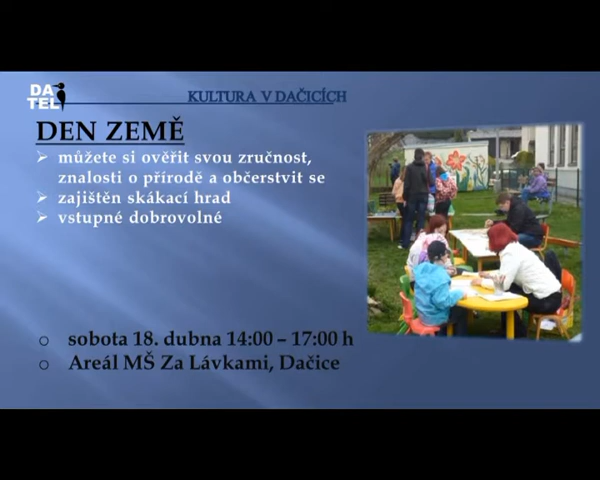 DA
TEL
KULTURA V DAČICÍCH
DEN ZEMĚ
můžete si ověřit svou zručnost,
znalosti o přírodě a občerstvit se
zajištěn skákací hrad
vstupné dobrovolné
sobota 18. dubna 14:00 – 17:00 h
Areál MŠ Za Lávkami, Dačice